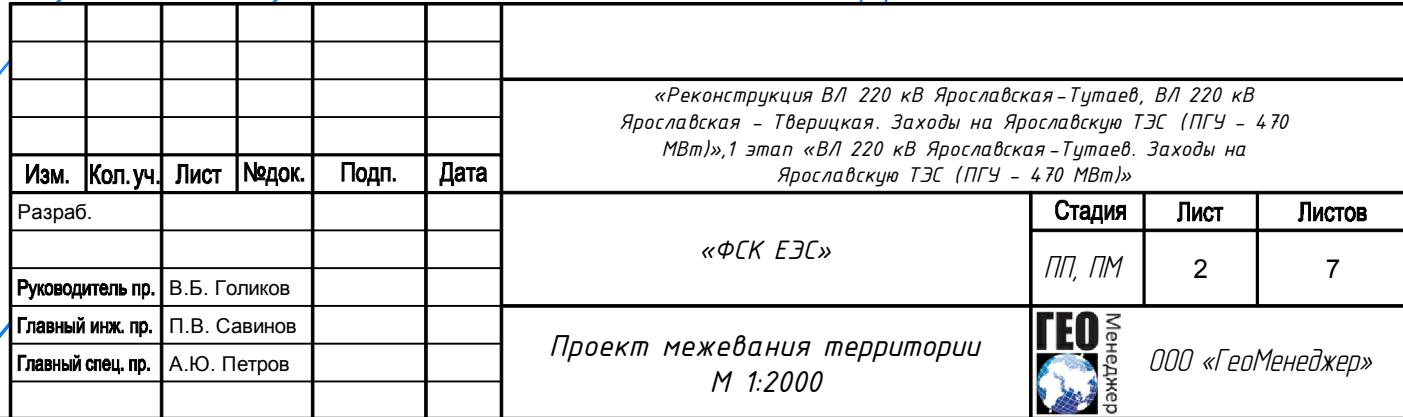 «Реконструкция ВЛ 220 кВ Ярославская-Тутаев, ВЛ 220 кВ
Ярославская - Тверицкая. Заходы на Ярославскую ТЭС (ПГУ - 470
МВт)»,1 этап «ВЛ 220 кВ Ярославская-Тутаев. Заходы на
Ярославскую ТЭС (ПГУ - 470 МВт)»
Изм. Кол.уч. Лист №док. Подп. Дата
Разраб.
Стадия Лист Листов
«ФСК ЕЭС»
ПП, ПМ 2 7
Руководитель пр. В.Б. Голиков
Главный инж. пр. П.В. Савинов
Главный спец. пр. А.Ю. Петров
Проект межевания территории
М 1:2000
ГЕО
Менеджер
ООО «ГеоМенеджер»